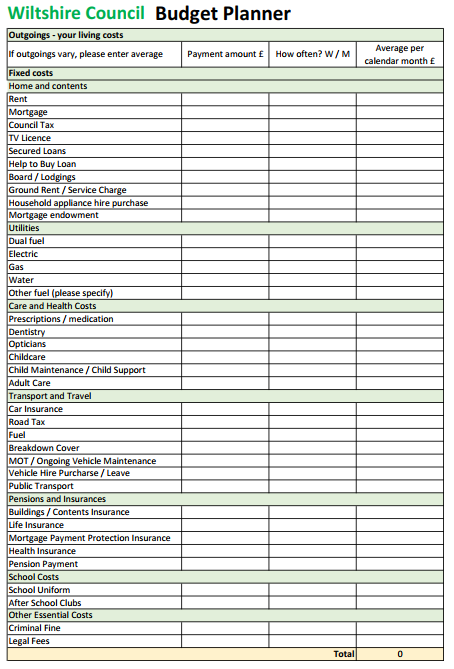 Wiltshire Council Budget Planner
Outgoings - your living costs
If outgoings vary, please enter average Payment amount £ How often? W / M Average per calendar month £
Fixed costs
Home and contents
Rent
Mortgage
Council Tax
TV Licence
Secured Loans
Help to Buy Loan
Board / Lodgings
Ground Rent / Service Charge
Household appliance hire purchase
Mortgage endowment
Utilities
Dual fuel
Electric
Gas
Water
Other fuel (please specify)
Care and Health Costs
Prescriptions / medication
Dentistry
Opticians
Childcare
Child Maintenance / Child Support
Adult Care
Transport and Travel
Car Insurance
Road Tax
Fuel
Breakdown Cover
MOT / Ongoing Vehicle Maintenance
Vehicle Hire Purcharse / Leave
Public Transport
Pensions and Insurances
Buildings / Contents Insurance
Life Insurance
Mortgage Payment Protection Insurance
Health Insurance
Pension Payment
School Costs
School Uniform
After School Clubs
Other Essential Costs
Criminal Fine
Legal Fees
Total 0